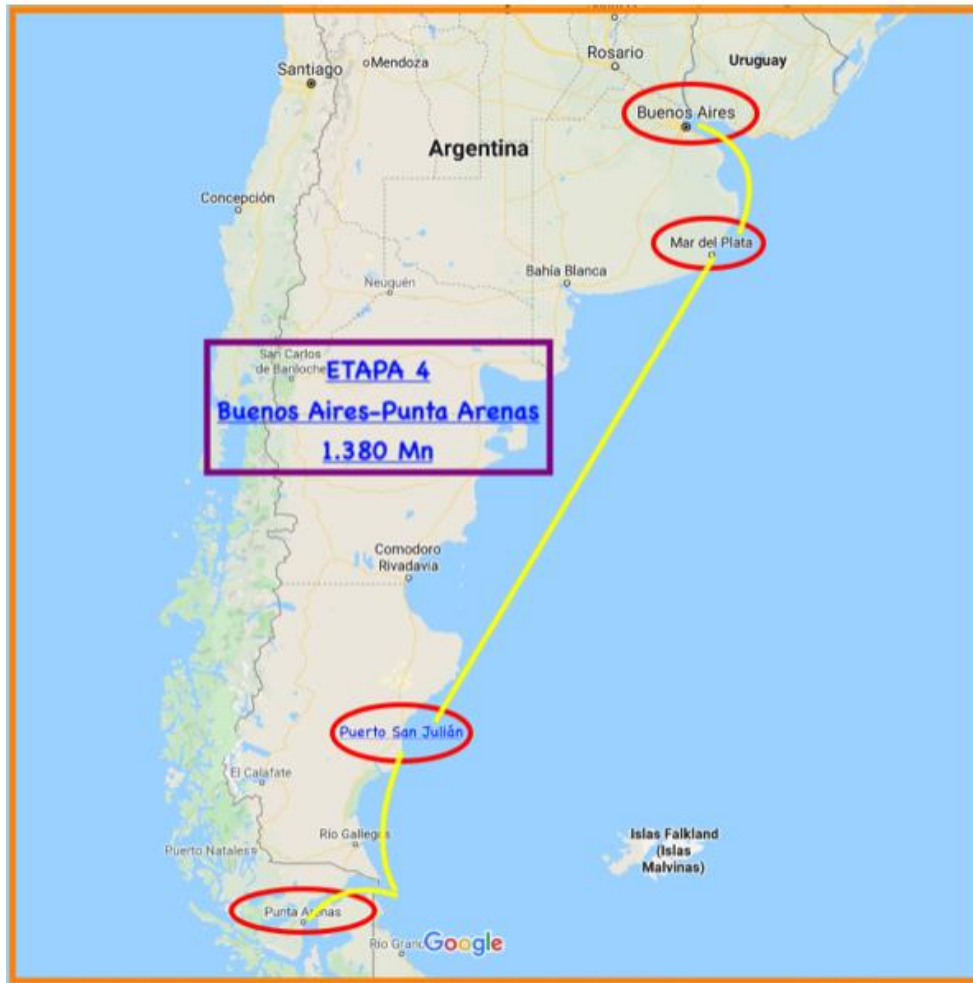 Rosario
Uruguay
Santiago
Mendoza
Buenos Aires
Argentina
Concepción
Mar del Plata
Bahía Blanca
Neuquén
San Carlos
de Bariloche
ETAPA 4
Buenos Aires-Punta Arenas
1.380 Mn
Comodoro
Rivadavia
Puerto San Julián
El Calafate
Río Gallegos
Islas Falkland
(Islas
Malvinas)
Puerto Natales
Punta Arenas
Río Gran
Google